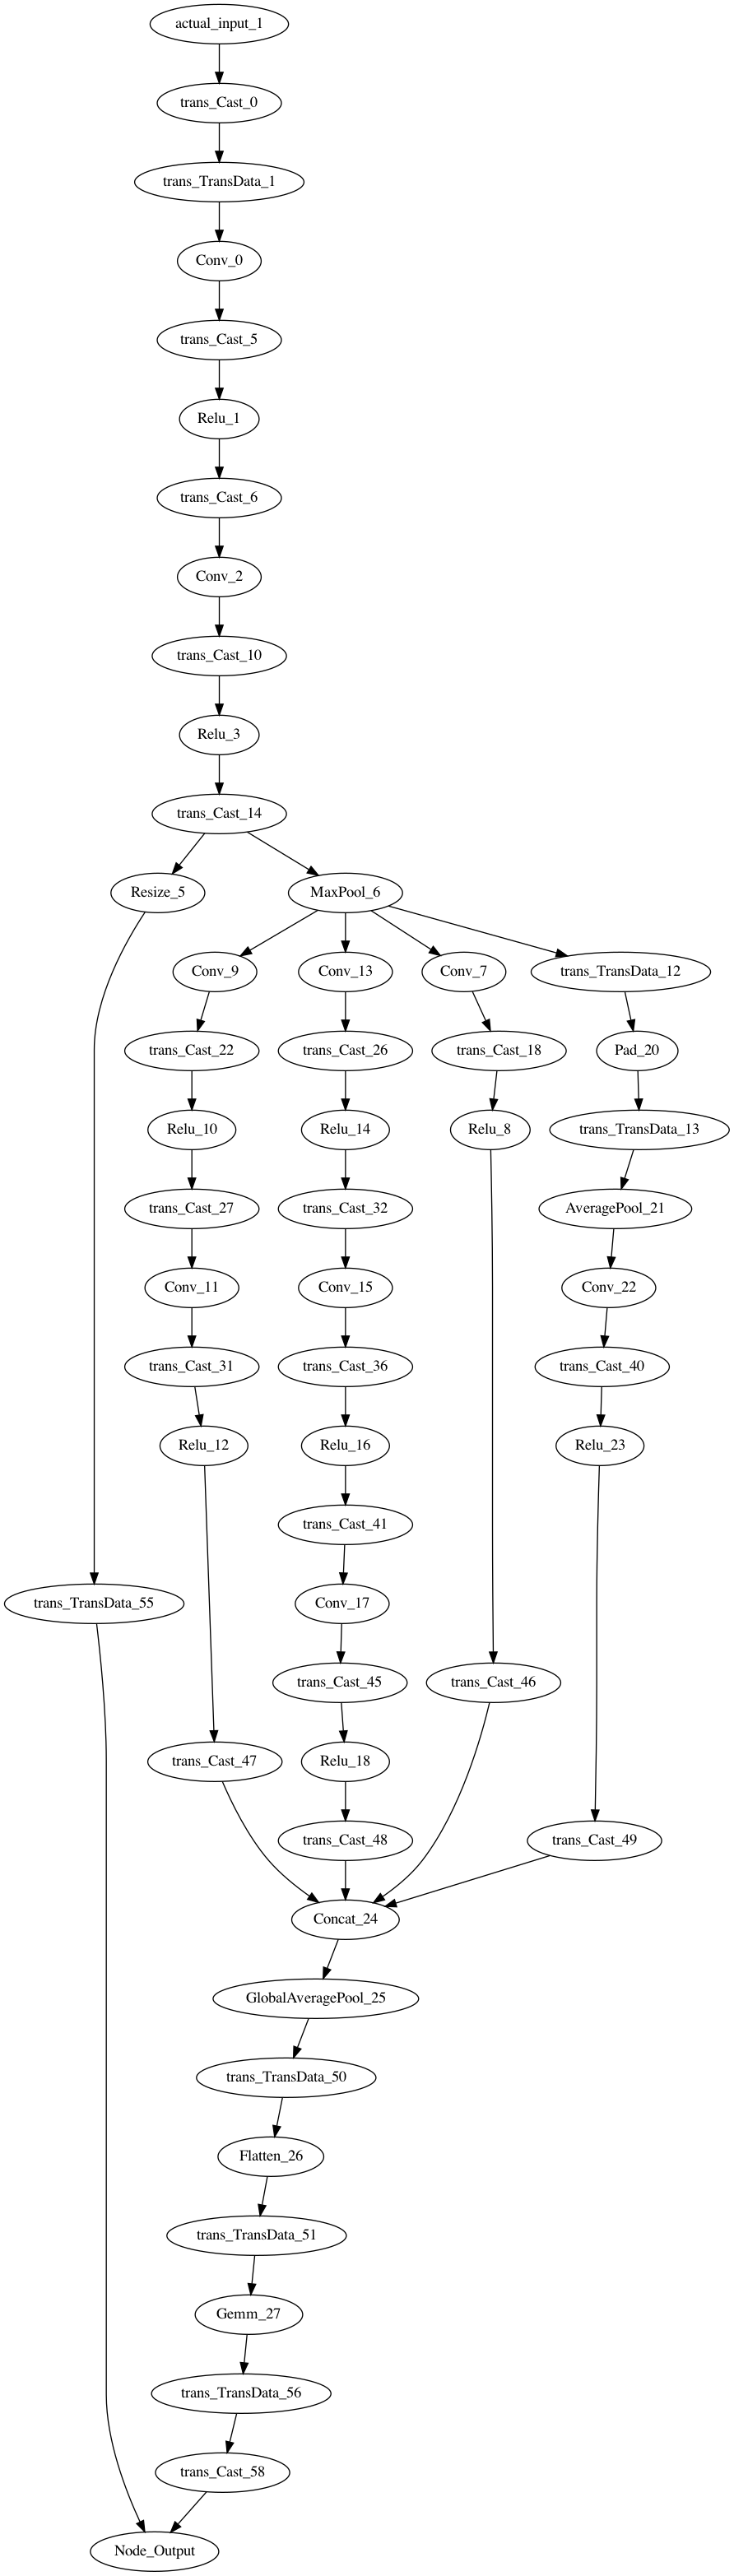 actual_input_1
trans_Cast_0
trans_TransData_1
Conv_0
trans_Cast_5
Relu_1
trans_Cast_6
Conv_2
trans_Cast_10
Relu_3
trans_Cast_14
Resize_5
MaxPool_6
Conv_9
Conv_13
Conv_7
trans_TransData_12
trans_Cast_22
trans_Cast_26
trans_Cast_18
Pad_20
Relu_10
Relu_14
Relu_8
trans_TransData_13
trans_Cast_27
trans_Cast_32
AveragePool_21
Conv_11
Conv_15
Conv_22
trans_Cast_31
trans_Cast_36
trans_Cast_40
Relu_12
Relu_16
Relu_23
trans_Cast_41
trans_TransData_55
Conv_17
trans_Cast_45
trans_Cast_46
trans_Cast_47
Relu_18
trans_Cast_48
trans_Cast_49
Concat_24
GlobalAveragePool_25
trans_TransData_50
Flatten_26
trans_TransData_51
Gemm_27
trans_TransData_56
trans_Cast_58
Node_Output